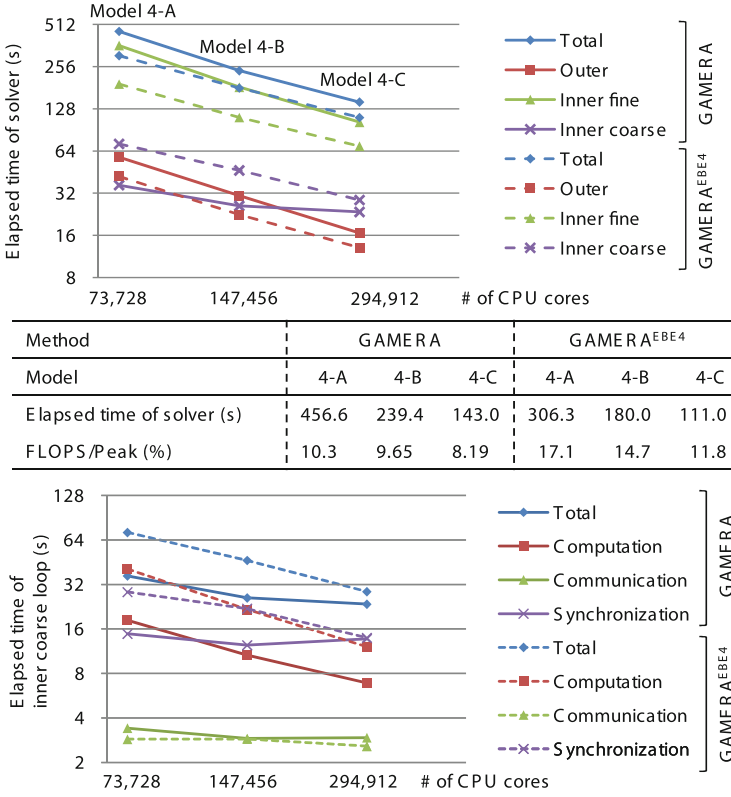 Model 4-A
Model 4-B
Model 4-C
Elapsed time of solver (s)
512
256
128
64
32
16
8
73,728 147,456 294,912 # of CPU cores
Total
Outer
Inner fine
Inner coarse
GAMERA
Total
Outer
Inner fine
Inner coarse
GAMERA^EBE4
Method GAMERA GAMERA^EBE4
Model 4-A 4-B 4-C 4-A 4-B 4-C
Elapsed time of solver (s) 456.6 239.4 143.0 306.3 180.0 111.0
FLOPS/Peak (%) 10.3 9.65 8.19 17.1 14.7 11.8
Elapsed time of
inner coarse loop (s)
128
64
32
16
8
4
2
73,728 147,456 294,912 # of CPU cores
Total
Computation
Communication
Synchronization
GAMERA
Total
Computation
Communication
Synchronization
GAMERA^EBE4